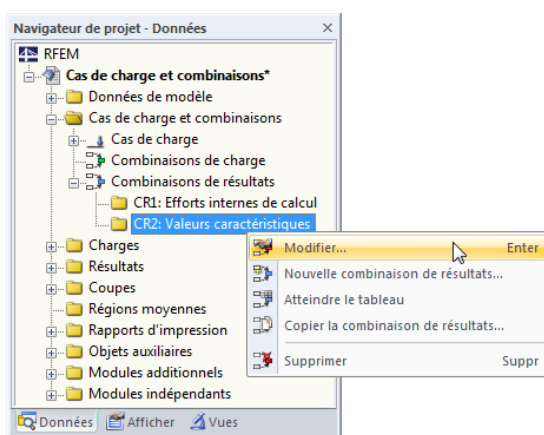 Navigateur de projet - Données
RFEM
Cas de charge et combinaisons*
Données de modèle
Cas de charge et combinaisons
Cas de charge
Combinaisons de charge
Combinaisons de résultats
CR1: Efforts internes de calcul
CR2: Valeurs caractéristiques
Charges
Résultats
Coupes
Régions moyennes
Rapports d'impression
Objets auxiliaires
Modules additionnels
Modules indépendants
Modifier... Enter
Nouvelle combinaison de résultats...
Atteindre le tableau
Copier la combinaison de résultats...
Supprimer Suppr
Données Afficher Vues